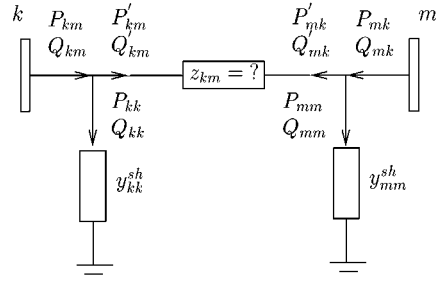 k P_{km} P'_{km} P'_{mk} P_{mk} m
Q_{km} Q'_{km} Q'_{mk} Q_{mk}
z_{km} = ?
P_{kk} P_{mm}
Q_{kk} Q_{mm}
y^{sh}_{kk} y^{sh}_{mm}